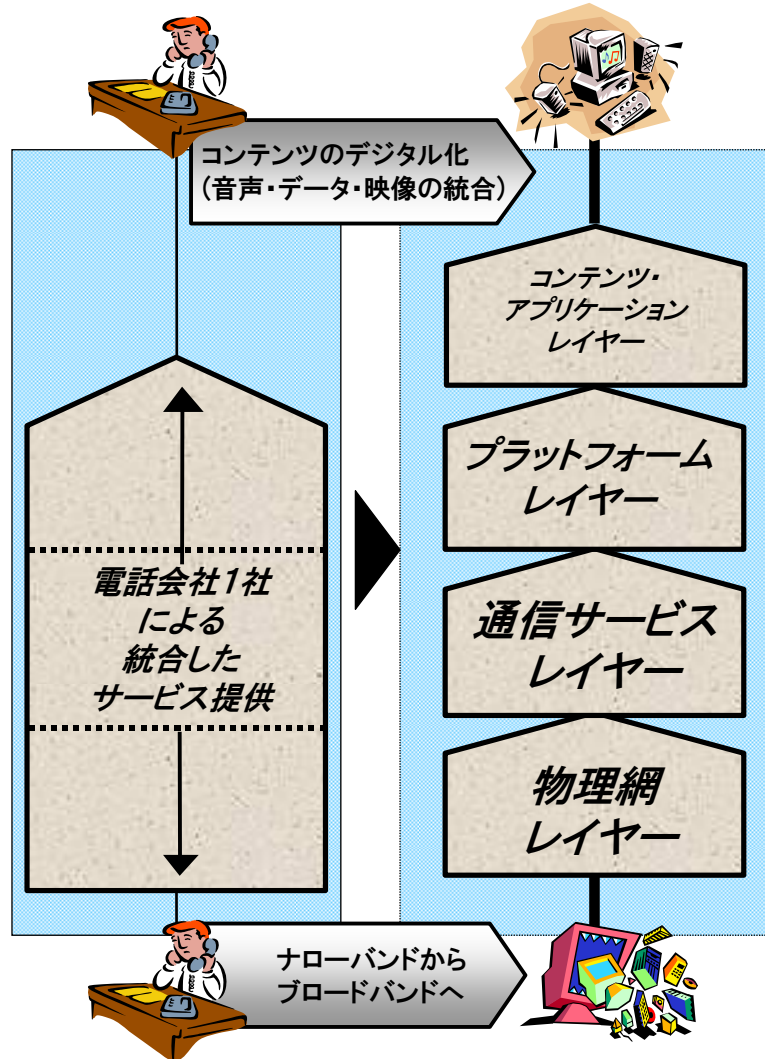 コンテンツのデジタル化
（音声・データ・映像の統合）
電話会社１社
による
統合した
サービス提供
コンテンツ・
アプリケーション
レイヤー
プラットフォーム
レイヤー
通信サービス
レイヤー
物理網
レイヤー
ナローバンドから
ブロードバンドへ